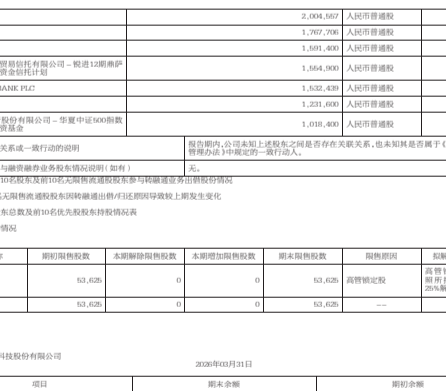 2,004,557 人民币普通股
1,767,706 人民币普通股
1,591,400 人民币普通股
贸易信托有限公司－锐进12期鼎萨
资金信托计划
1,554,900 人民币普通股
BANK PLC 1,532,439 人民币普通股
1,231,600 人民币普通股
股份有限公司－华夏中证500指数
资基金
1,018,400 人民币普通股
关系或一致行动的说明
报告期内,公司未知上述股东之间是否存在关联关系,也未知其是否属于《
管理办法》中规定的一致行动人。
与融资融券业务股东情况说明(如有) 无。
10名股东及前10名无限售流通股股东参与转融通业务出借股份情况
名无限售流通股股东因转融通出借/归还原因导致较上期发生变化
东总数及前10名优先股股东持股情况表
情况
期初限售股数 本期解除限售股数 本期增加限售股数 期末限售股数 限售原因
53,625 0 0 53,625 高管锁定股
53,625 0 0 53,625 ——
科技股份有限公司
2026年03月31日
项目 期末余额 期初余额